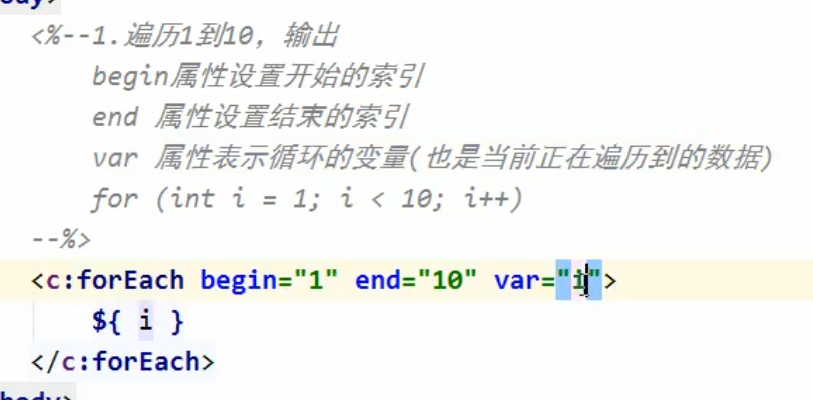 body>
<%--1.遍历1到10，输出
begin属性设置开始的索引
end 属性设置结束的索引
var 属性表示循环的变量(也是当前正在遍历到的数据)
for (int i = 1; i < 10; i++)
--%>
<c:forEach begin="1" end="10" var="i">
${ i }
</c:forEach>
body>